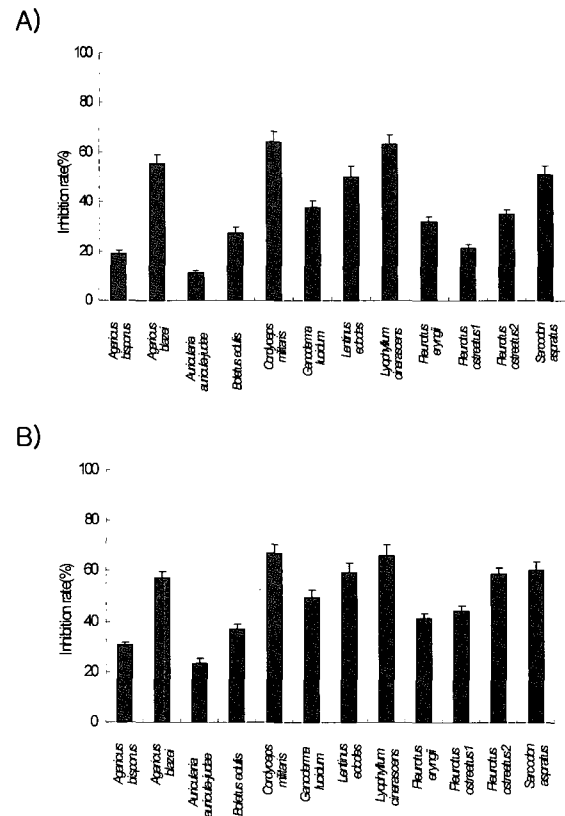 A)
100
80
60
40
20
0
Inhibition rate(%)
Agaricus
bisporus
Agaricus
blazei
Auricularia
auricula-judae
Boletus edulis
Cordyceps
militaris
Ganoderma
lucidum
Lentinus
edodes
Lyophyllum
cinerascens
Pleurotus
eryngii
Pleurotus
ostreatus1
Pleurotus
ostreatus2
Sarcodon
aspratus
B)
100
80
60
40
20
0
Inhibition rate(%)
Agaricus
bisporus
Agaricus
blazei
Auricularia
auricula-judae
Boletus edulis
Cordyceps
militaris
Ganoderma
lucidum
Lentinus
edodes
Lyophyllum
cinerascens
Pleurotus
eryngii
Pleurotus
ostreatus1
Pleurotus
ostreatus2
Sarcodon
aspratus